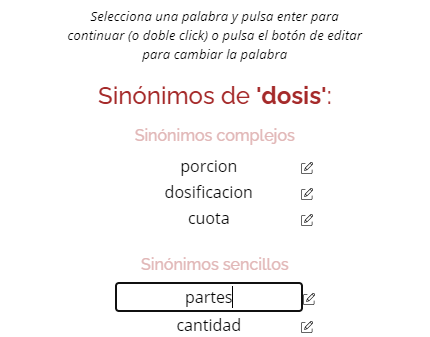 Selecciona una palabra y pulsa enter para
continuar (o doble click) o pulsa el botón de editar
para cambiar la palabra
Sinónimos de 'dosis':
Sinónimos complejos
porcion
dosificacion
cuota
Sinónimos sencillos
partes
cantidad